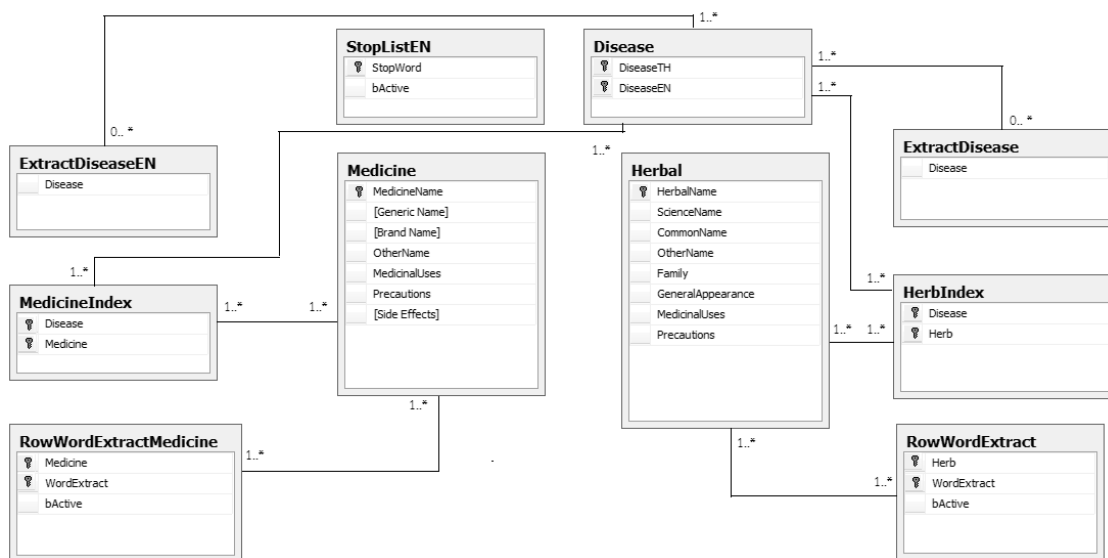 1..*
StopListEN
StopWord
bActive
Disease
DiseaseTH
DiseaseEN
1..*
1..*
0.. *
0.. *
1..*
ExtractDiseaseEN
Disease
Medicine
MedicineName
[Generic Name]
[Brand Name]
OtherName
MedicinalUses
Precautions
[Side Effects]
Herbal
HerbalName
ScienceName
CommonName
OtherName
Family
GeneralAppearance
MedicinalUses
Precautions
ExtractDisease
Disease
1..*
1..*
MedicineIndex
Disease
Medicine
1..*
1..*
HerbIndex
Disease
Herb
1..*
1..*
1..*
1..*
RowWordExtractMedicine
Medicine
WordExtract
bActive
1..*
1..*
1..*
RowWordExtract
Herb
WordExtract
bActive